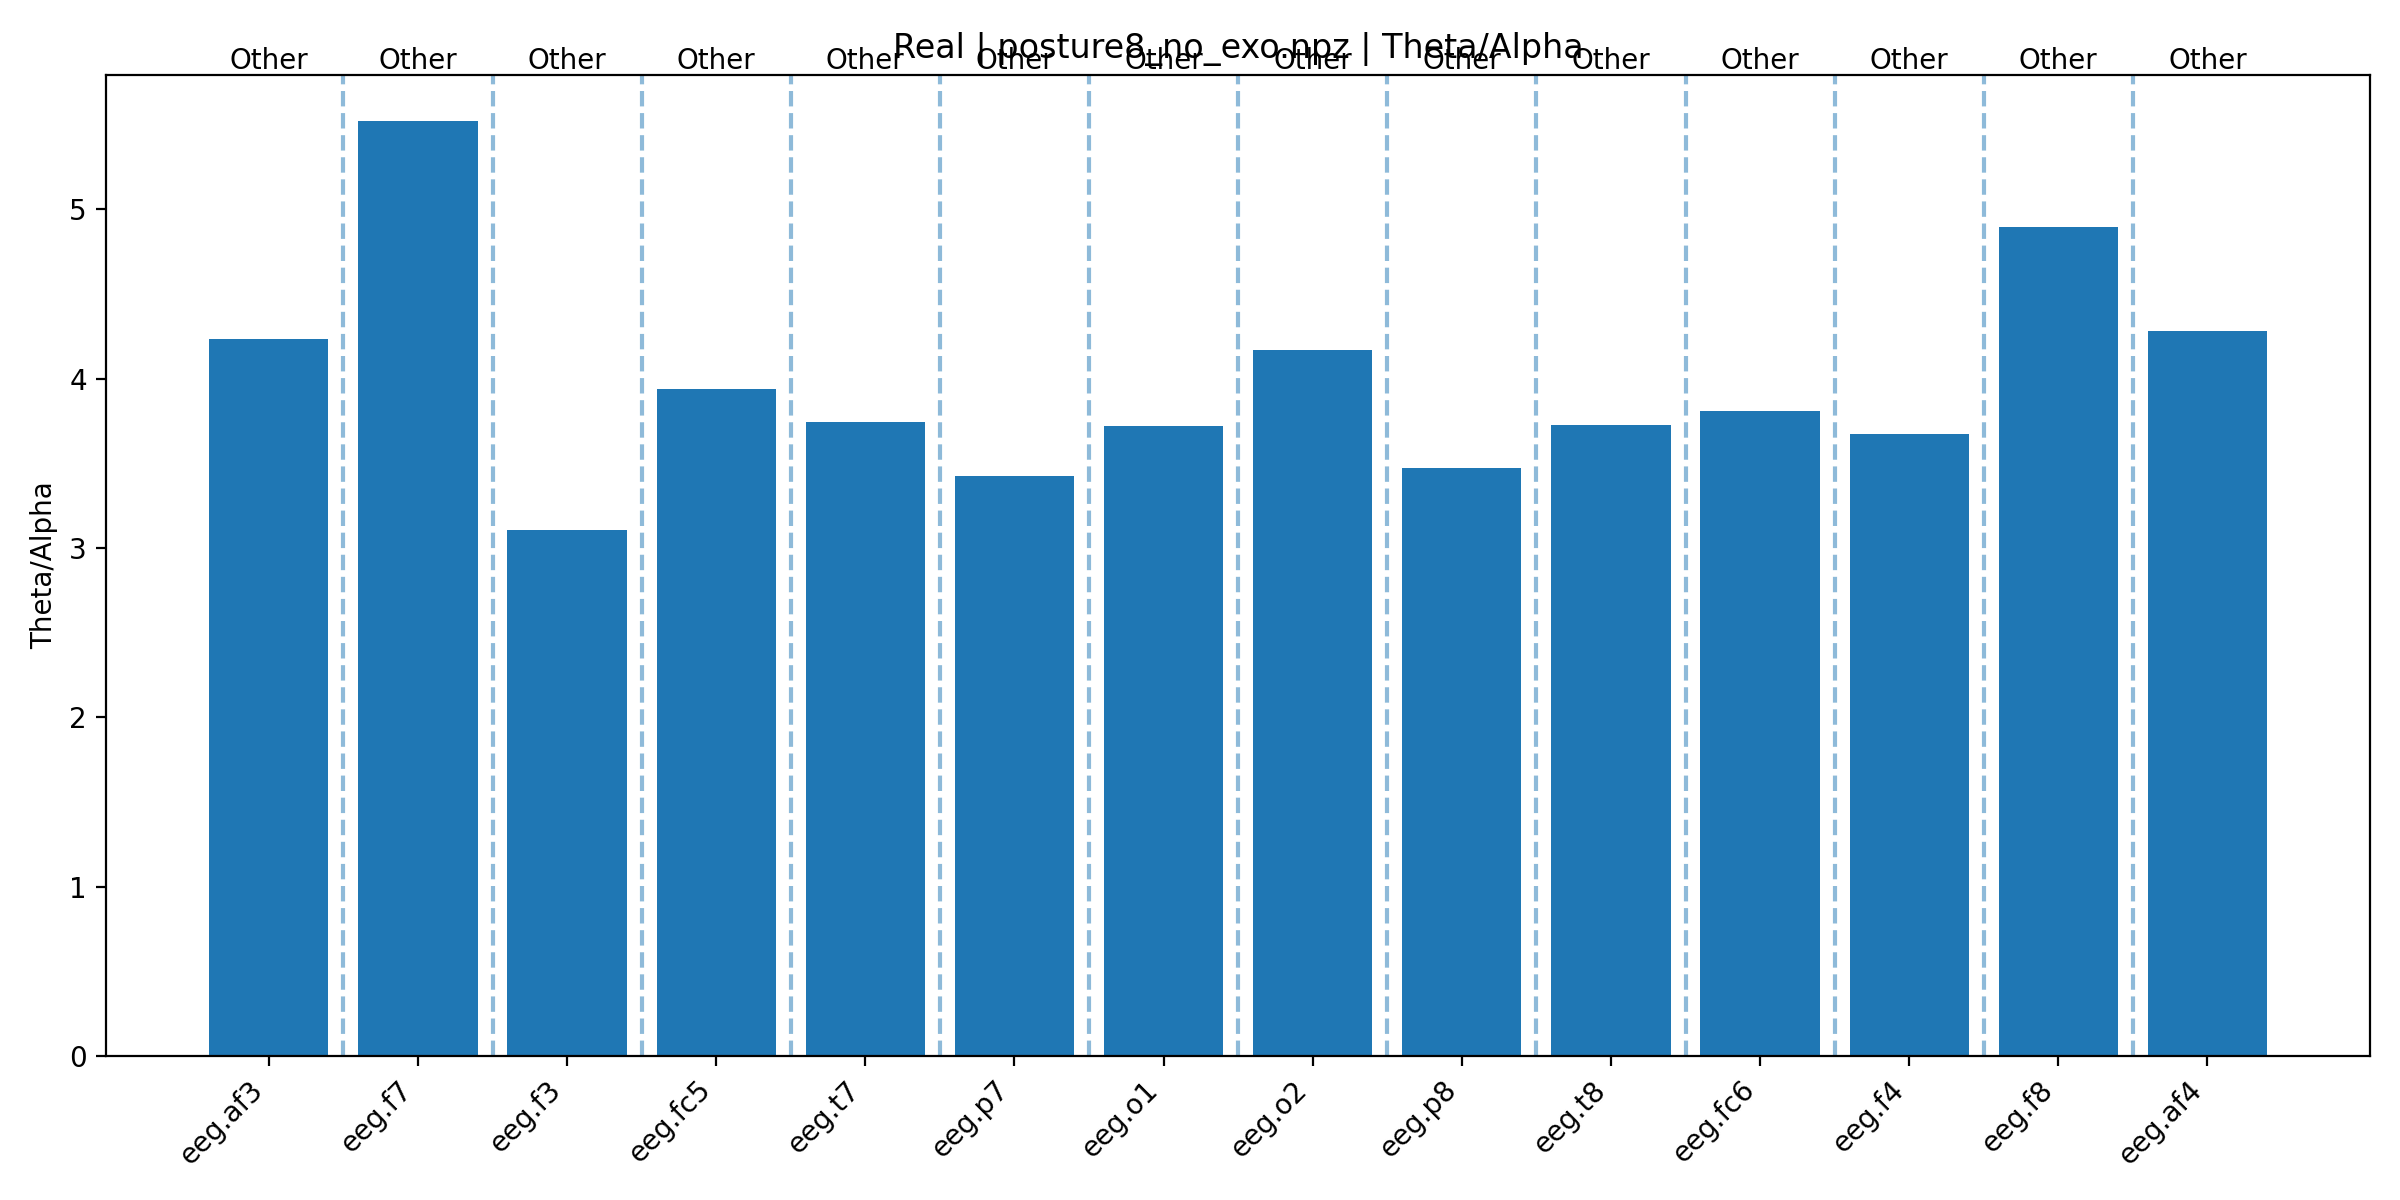 Real | posture8_no_exo.npz | Theta/Alpha
Other Other Other Other Other Other Other Other Other Other Other Other Other Other
Theta/Alpha
5
4
3
2
1
0
eeg.af3 eeg.f7 eeg.f3 eeg.fc5 eeg.t7 eeg.p7 eeg.o1 eeg.o2 eeg.p8 eeg.t8 eeg.fc6 eeg.f4 eeg.f8 eeg.af4